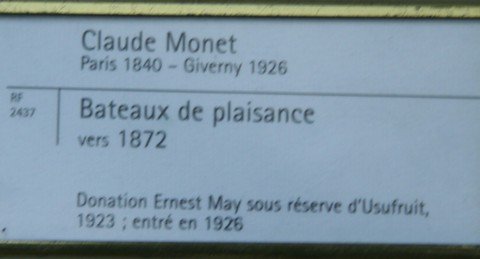 Claude Monet
Paris 1840 – Giverny 1926
RF
2437
Bateaux de plaisance
vers 1872
Donation Ernest May sous réserve d'Usufruit,
1923 ; entré en 1926